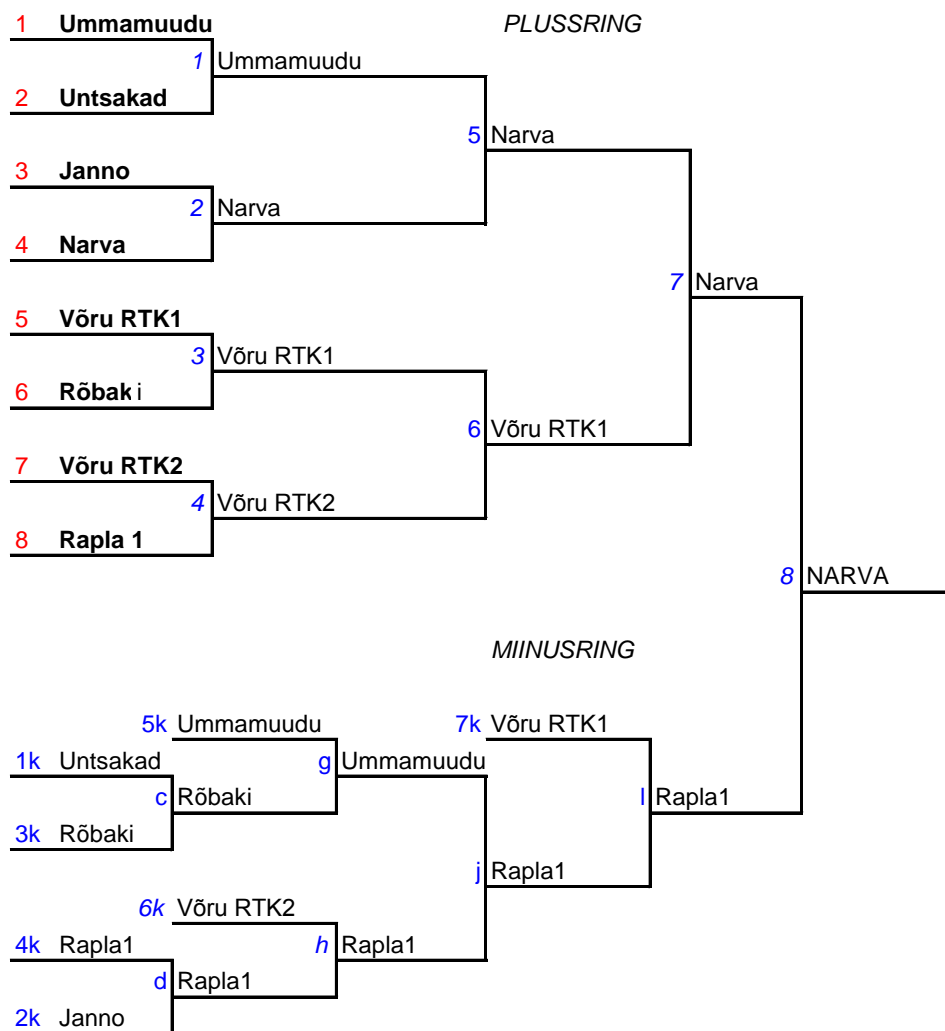 1 Ummamuudu PLUSSRING
1 Ummamuudu
2 Untsakad
5 Narva
3 Janno
2 Narva
4 Narva
7 Narva
5 Võru RTK1
3 Võru RTK1
6 Rõbaki
6 Võru RTK1
7 Võru RTK2
4 Võru RTK2
8 Rapla 1
8 NARVA
MIINUSRING
5k Ummamuudu 7k Võru RTK1
1k Untsakad g Ummamuudu
c Rõbaki l Rapla1
3k Rõbaki
j Rapla1
6k Võru RTK2
4k Rapla1 h Rapla1
d Rapla1
2k Janno